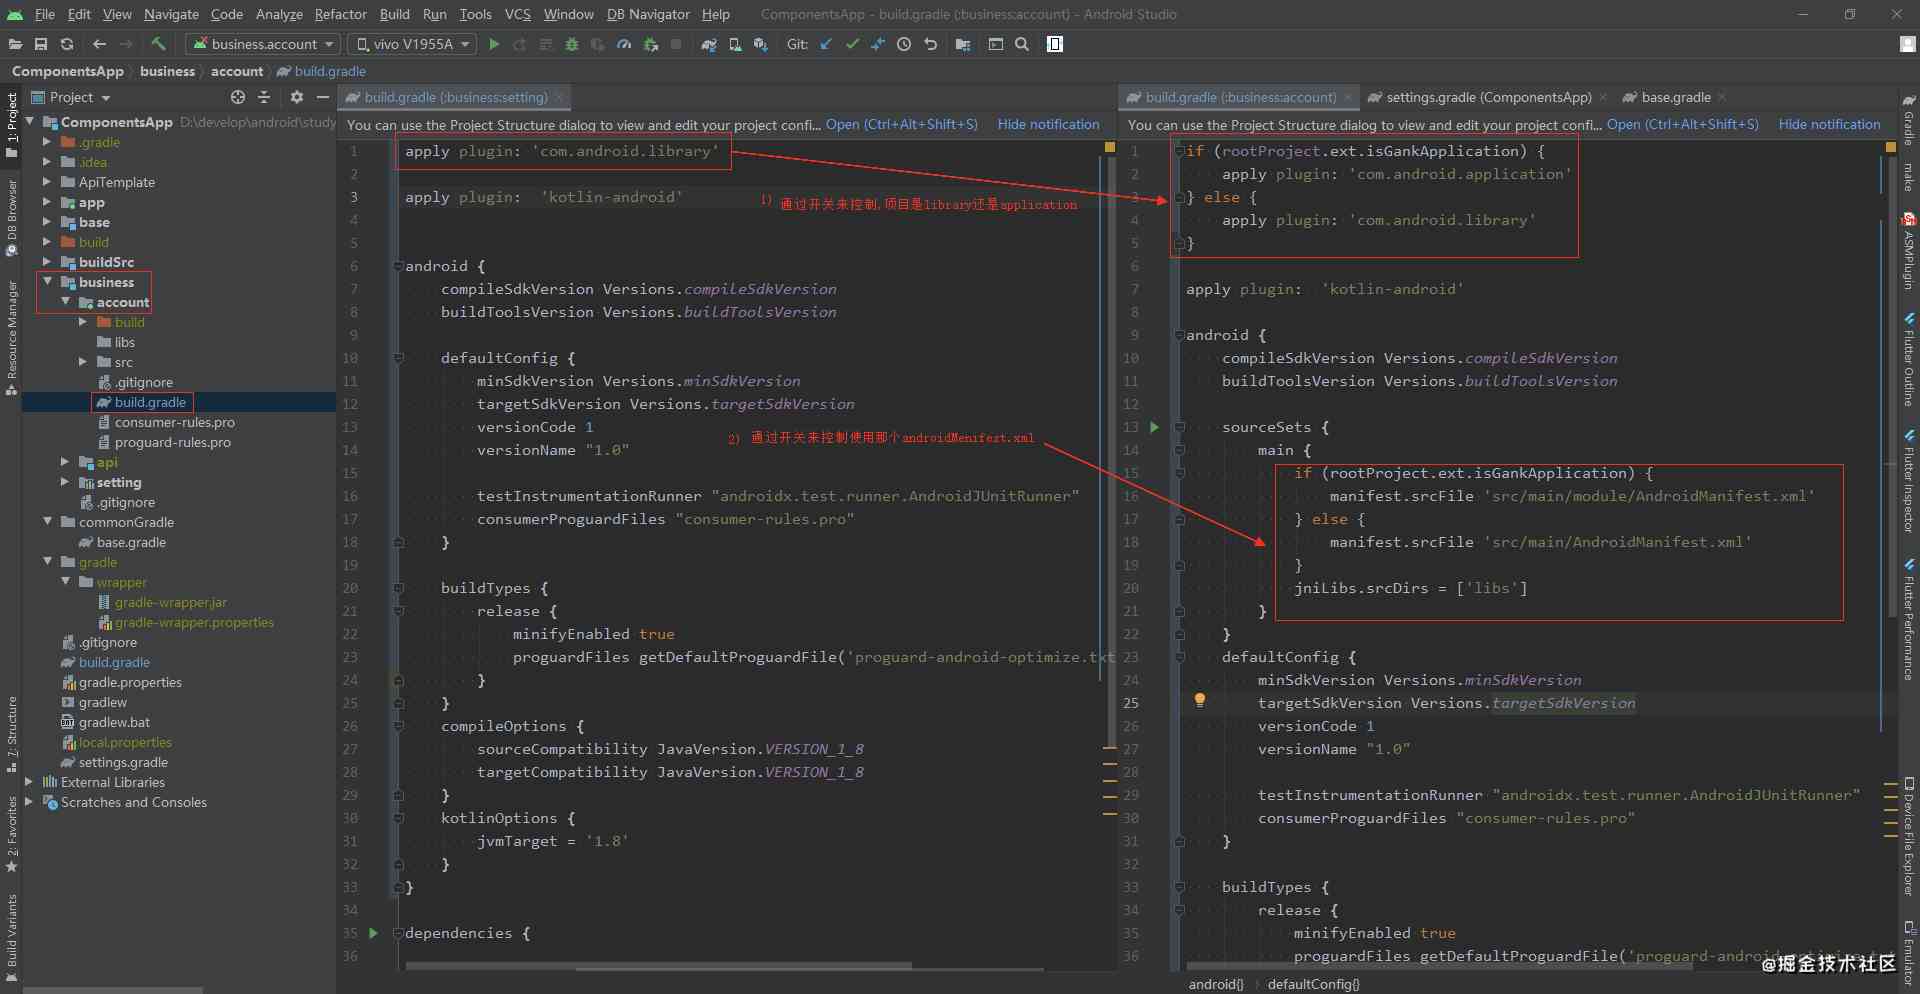 File Edit View Navigate Code Analyze Refactor Build Run Tools VCS Window DB Navigator Help ComponentsApp - build.gradle (:business:account) - Android Studio
business.account vivo V1955A Git:
ComponentsApp business account build.gradle
Project
build.gradle (:business:setting)
build.gradle (:business:account) settings.gradle (ComponentsApp) base.gradle
1: Project
DB Browser
Resource Manager
7: Structure
2: Favorites
Build Variants
ComponentsApp D:\develop\android\study
.gradle
.idea
ApiTemplate
app
base
build
buildSrc
business
account
build
libs
src
.gitignore
build.gradle
consumer-rules.pro
proguard-rules.pro
api
setting
.gitignore
commonGradle
base.gradle
gradle
wrapper
gradle-wrapper.jar
gradle-wrapper.properties
.gitignore
build.gradle
gradle.properties
gradlew
gradlew.bat
local.properties
settings.gradle
External Libraries
Scratches and Consoles
You can use the Project Structure dialog to view and edit your project confi... Open (Ctrl+Alt+Shift+S) Hide notification
1 apply plugin: 'com.android.library'
2
3 apply plugin: 'kotlin-android'
4
5
6 android {
7 compileSdkVersion Versions.compileSdkVersion
8 buildToolsVersion Versions.buildToolsVersion
9
10 defaultConfig {
11 minSdkVersion Versions.minSdkVersion
12 targetSdkVersion Versions.targetSdkVersion
13 versionCode 1
14 versionName "1.0"
15
16 testInstrumentationRunner "androidx.test.runner.AndroidJUnitRunner"
17 consumerProguardFiles "consumer-rules.pro"
18 }
19
20 buildTypes {
21 release {
22 minifyEnabled true
23 proguardFiles getDefaultProguardFile('proguard-android-optimize.txt
24 }
25 }
26 compileOptions {
27 sourceCompatibility JavaVersion.VERSION_1_8
28 targetCompatibility JavaVersion.VERSION_1_8
29 }
30 kotlinOptions {
31 jvmTarget = '1.8'
32 }
33 }
34
35 dependencies {
36
1) 通过开关来控制,项目是library还是application
2) 通过开关来控制使用那个androidMenifest.xml
You can use the Project Structure dialog to view and edit your project confi... Open (Ctrl+Alt+Shift+S) Hide notification
1 if (rootProject.ext.isGankApplication) {
2 apply plugin: 'com.android.application'
3 } else {
4 apply plugin: 'com.android.library'
5 }
6
7 apply plugin: 'kotlin-android'
8
9 android {
10 compileSdkVersion Versions.compileSdkVersion
11 buildToolsVersion Versions.buildToolsVersion
12
13 sourceSets {
14 main {
15 if (rootProject.ext.isGankApplication) {
16 manifest.srcFile 'src/main/module/AndroidManifest.xml'
17 } else {
18 manifest.srcFile 'src/main/AndroidManifest.xml'
19 }
20 jniLibs.srcDirs = ['libs']
21 }
22 }
23 defaultConfig {
24 minSdkVersion Versions.minSdkVersion
25 targetSdkVersion Versions.targetSdkVersion
26 versionCode 1
27 versionName "1.0"
28
29 testInstrumentationRunner "androidx.test.runner.AndroidJUnitRunner"
30 consumerProguardFiles "consumer-rules.pro"
31 }
32
33 buildTypes {
34 release {
35 minifyEnabled true
36 proguardFiles getDefaultProguardFile('proguard-android
android{} defaultConfig{}
Gradle
make
ASMPlugin
Flutter Outline
Flutter Inspector
Flutter Performance
Device File Explorer
Emulator
@掘金技术社区